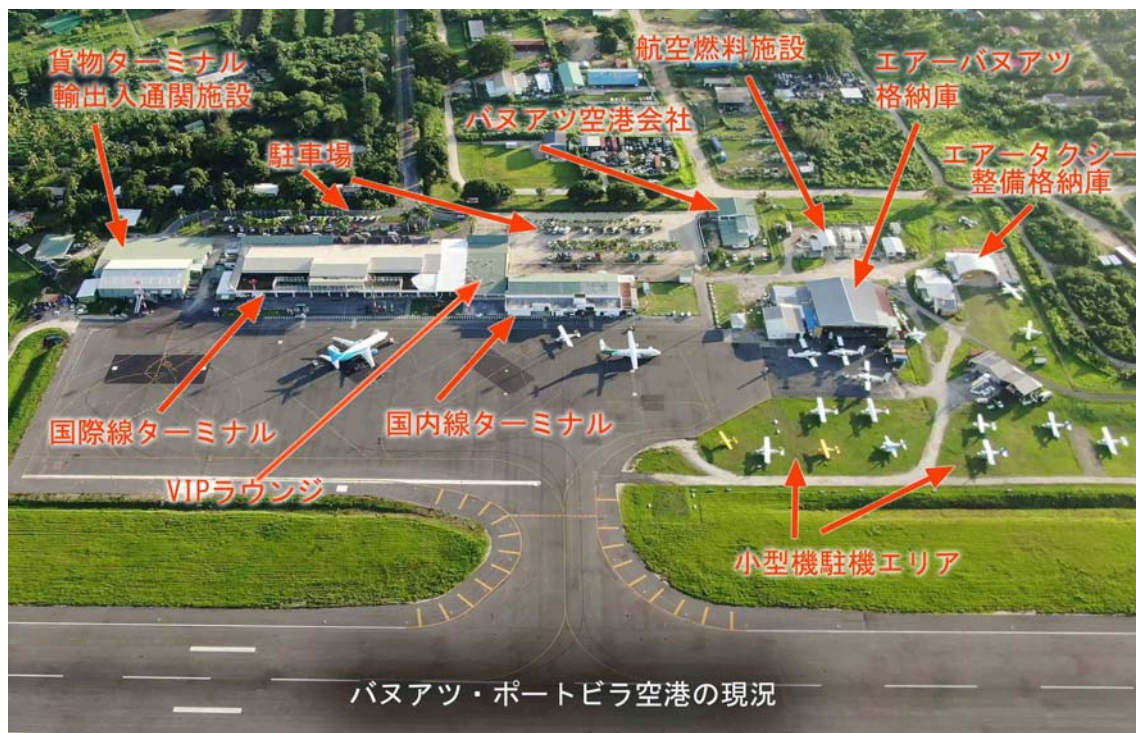 貨物ターミナル
輸出入通関施設
航空燃料施設
エアーバヌアツ
格納庫
バヌアツ空港会社
駐車場
エアータクシー
整備格納庫
国際線ターミナル
国内線ターミナル
VIPラウンジ
小型機駐機エリア
バヌアツ・ポートビラ空港の現況